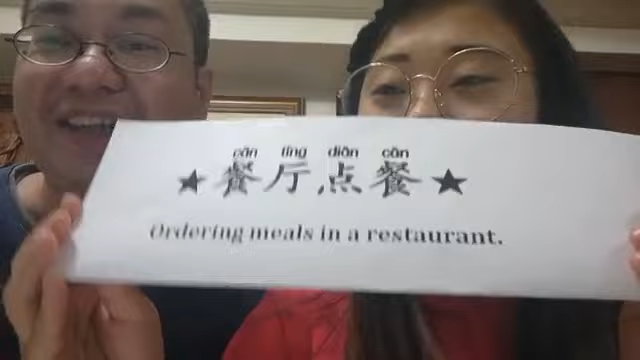 cān tīng diǎn cān
★ 餐厅点餐 ★
Ordering meals in a restaurant.